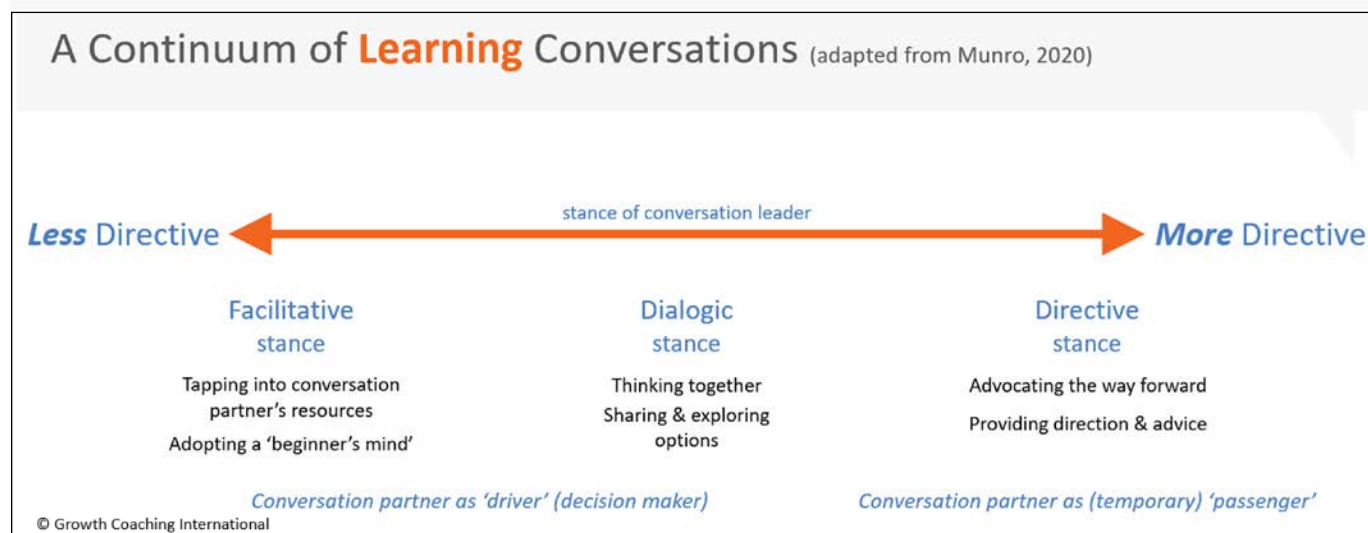 A Continuum of Learning Conversations (adapted from Munro, 2020)
stance of conversation leader
Less Directive
More Directive
Facilitative
stance
Tapping into conversation
partner's resources
Adopting a 'beginner's mind'
Dialogic
stance
Thinking together
Sharing & exploring
options
Directive
stance
Advocating the way forward
Providing direction & advice
Conversation partner as 'driver' (decision maker)
Conversation partner as (temporary) 'passenger'
© Growth Coaching International